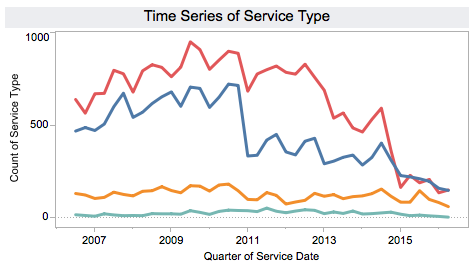 Time Series of Service Type
1000
500
0
Count of Service Type
2007 2009 2011 2013 2015
Quarter of Service Date